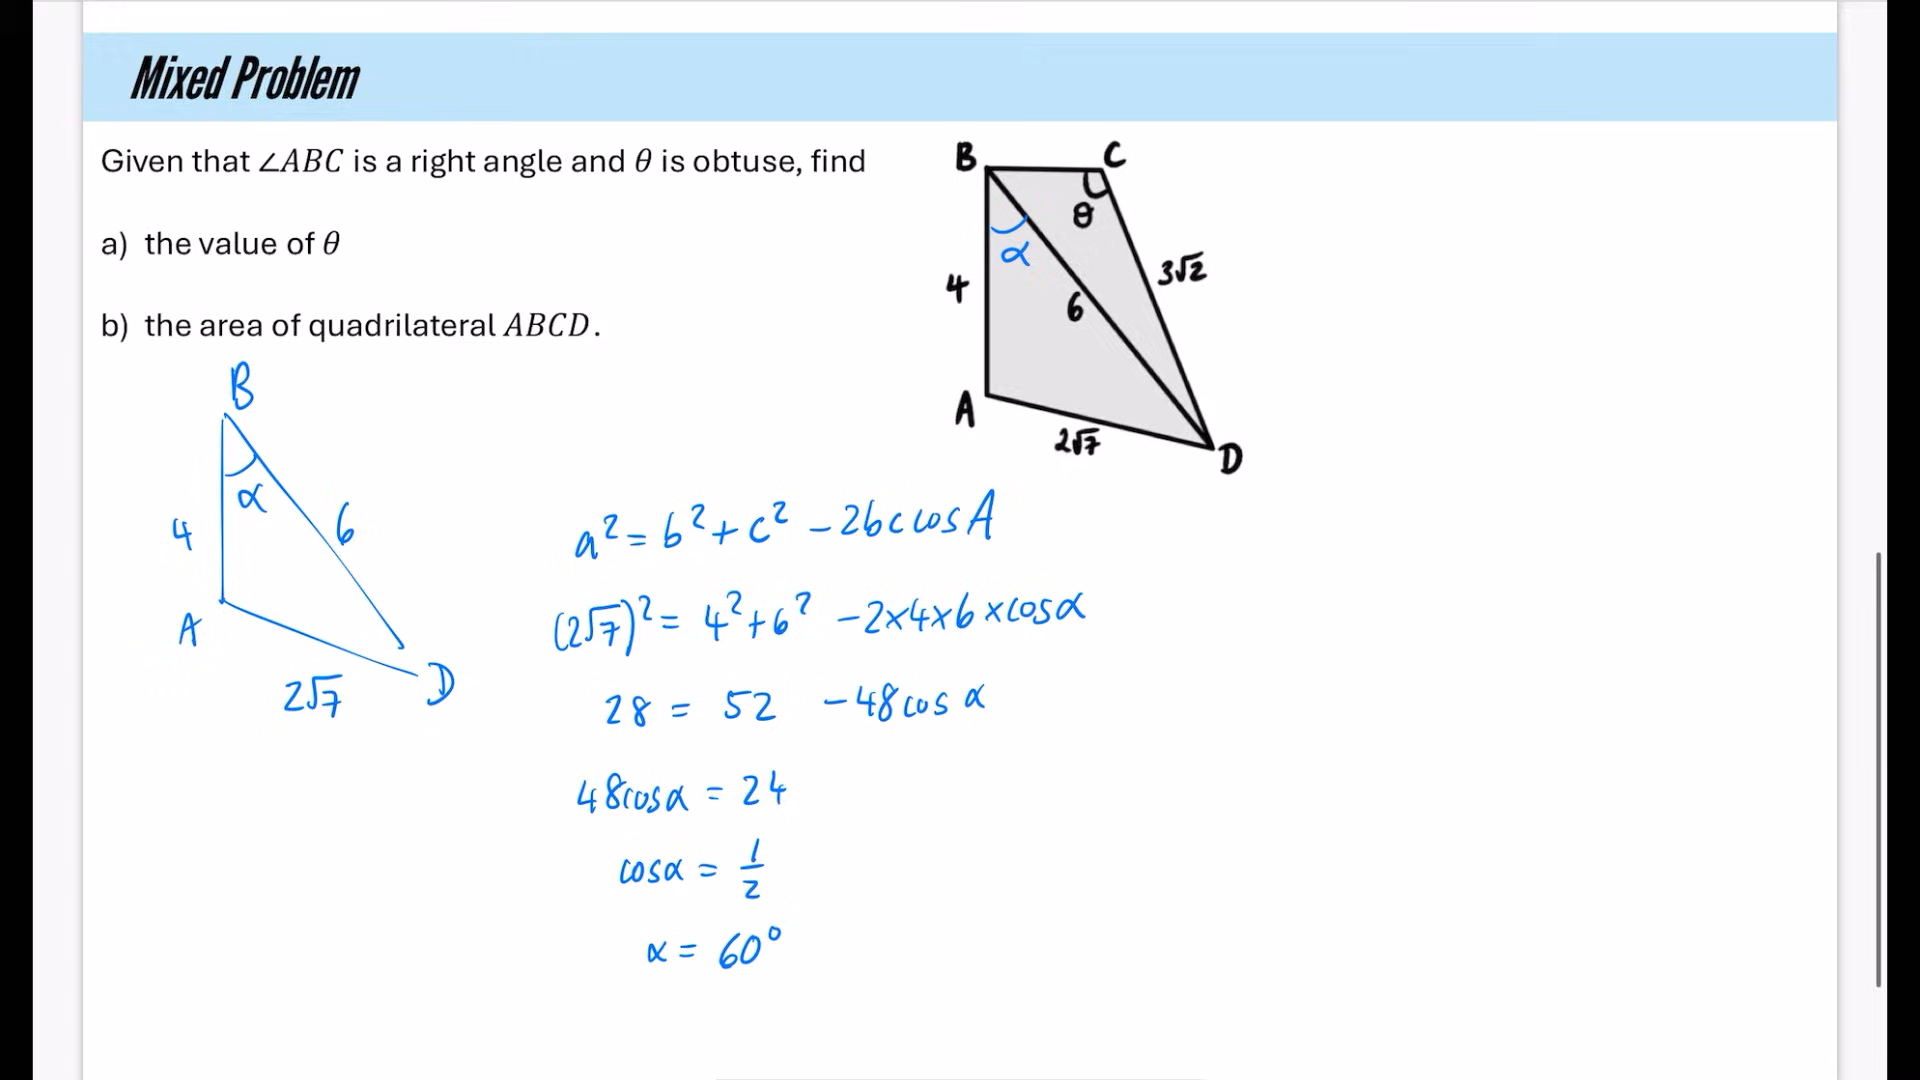 Mixed Problem
Given that ∠ABC is a right angle and θ is obtuse, find
a) the value of θ
b) the area of quadrilateral ABCD.
B
C
θ
α
4
6
3√2
A
2√7
D
B
α
4
6
A
2√7
D
a² = b² + c² - 2bc cos A
(2√7)² = 4² + 6² - 2×4×6×cosα
28 = 52 - 48cos α
48cosα = 24
cosα = 1/2
α = 60°